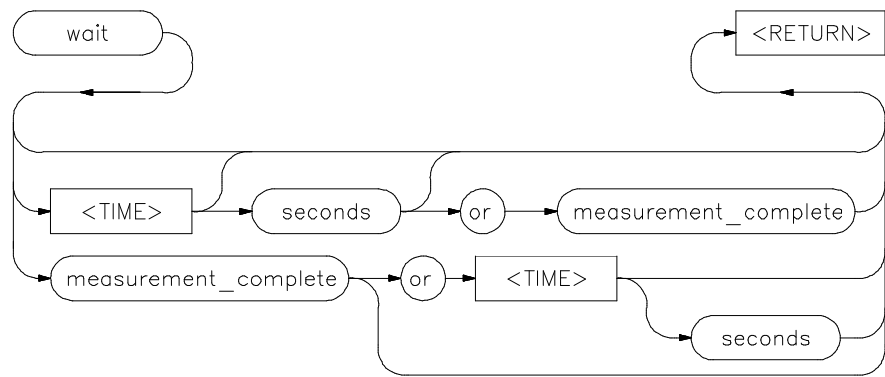 wait <RETURN>
<TIME> seconds or measurement_complete
measurement_complete or <TIME>
seconds